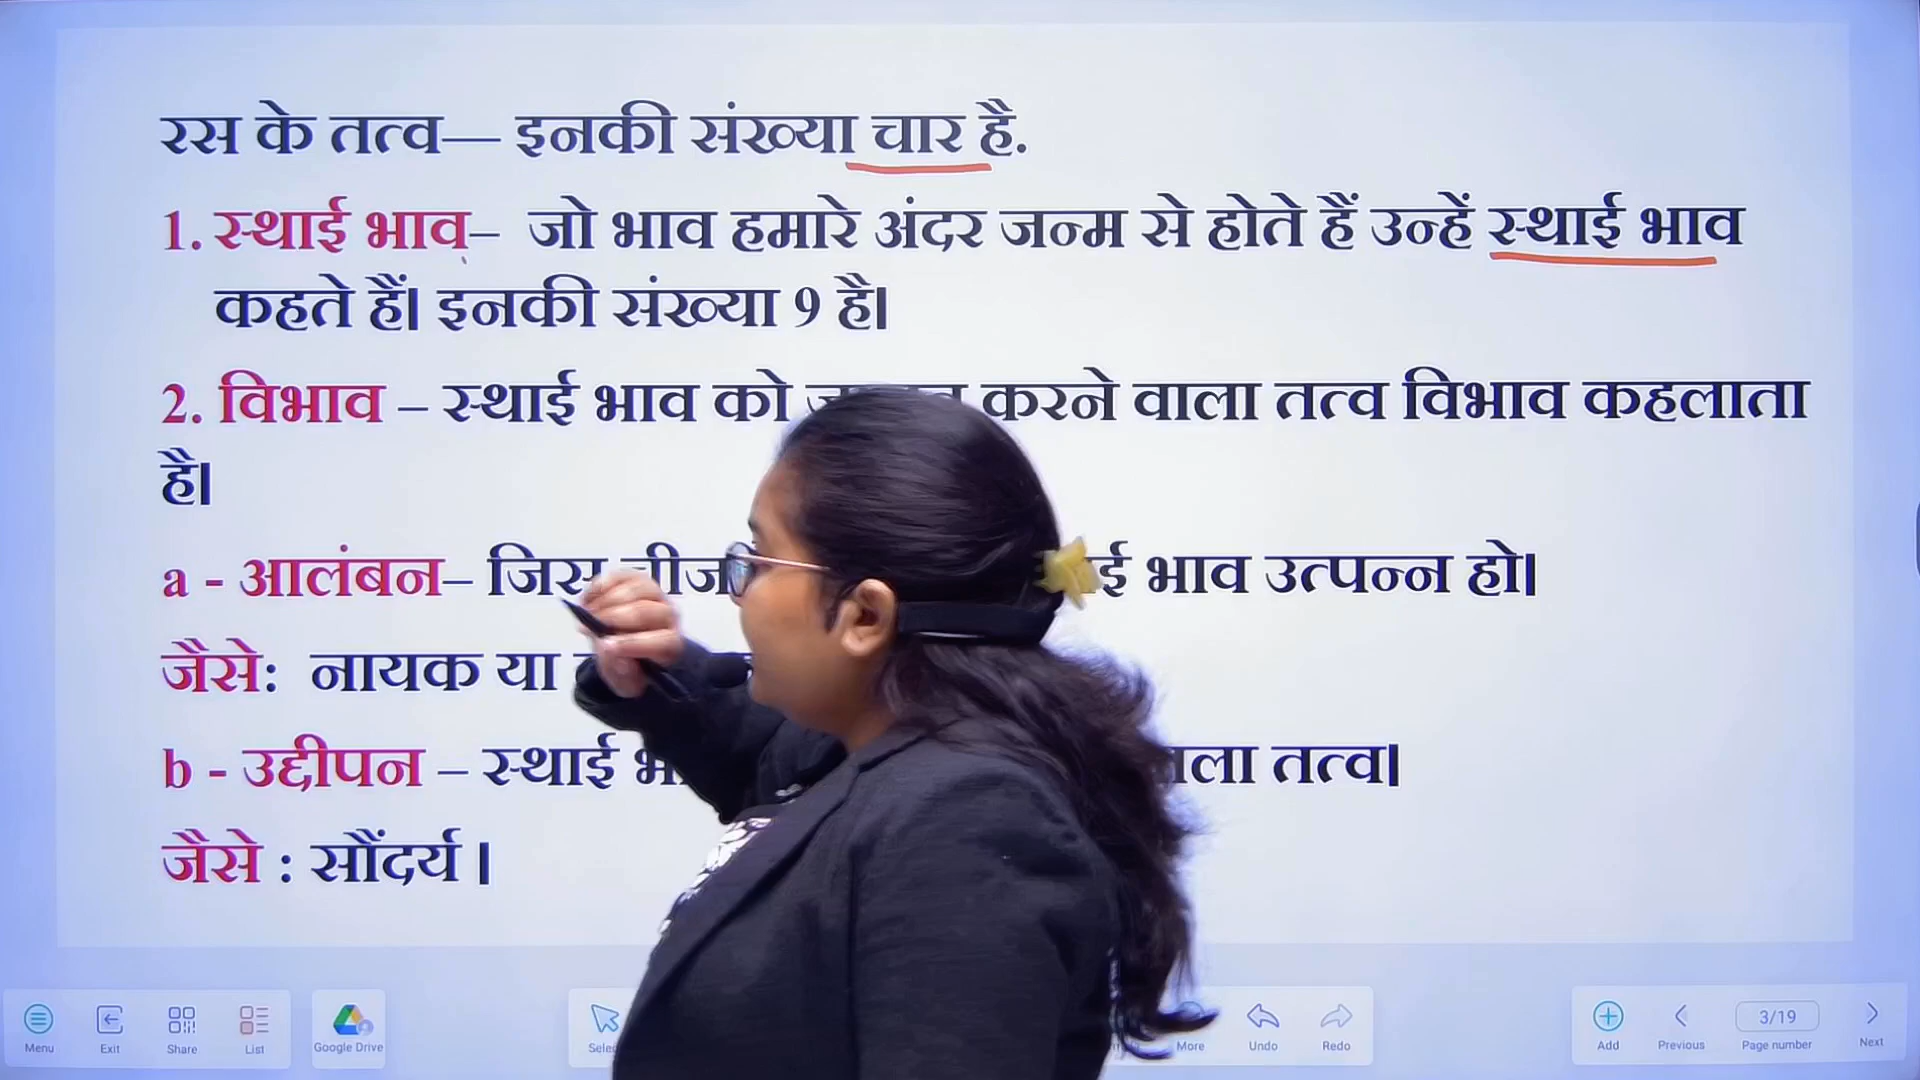 रस के तत्व— इनकी संख्या चार है.
1. स्थाई भाव– जो भाव हमारे अंदर जन्म से होते हैं उन्हें स्थाई भाव
कहते हैं। इनकी संख्या 9 है।
2. विभाव – स्थाई भाव को करने वाला तत्व विभाव कहलाता
है।
a - आलंबन– जिस भाव उत्पन्न हो।
जैसे: नायक या
b - उद्दीपन – स्थाई तत्व।
जैसे : सौंदर्य ।
Menu Exit Share List Google Drive More Undo Redo Add Previous 3/19 Page number Next